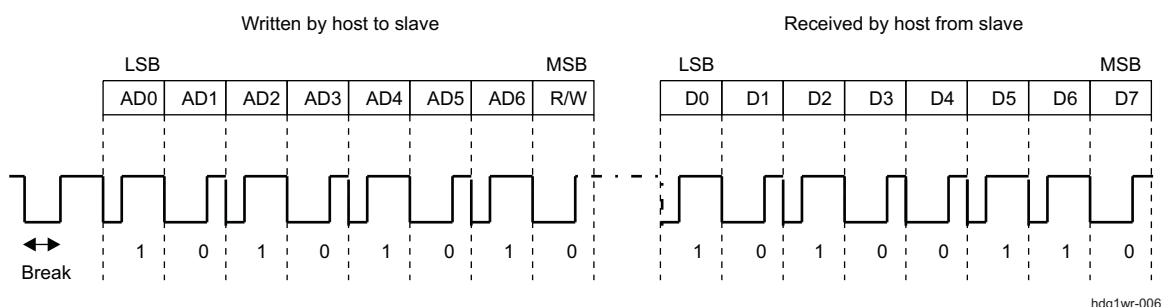 Written by host to slave Received by host from slave
LSB MSB LSB MSB
AD0 AD1 AD2 AD3 AD4 AD5 AD6 R/W D0 D1 D2 D3 D4 D5 D6 D7
1 0 1 0 1 0 1 0 1 0 1 0 0 1 1 0
Break
hdq1wr-006